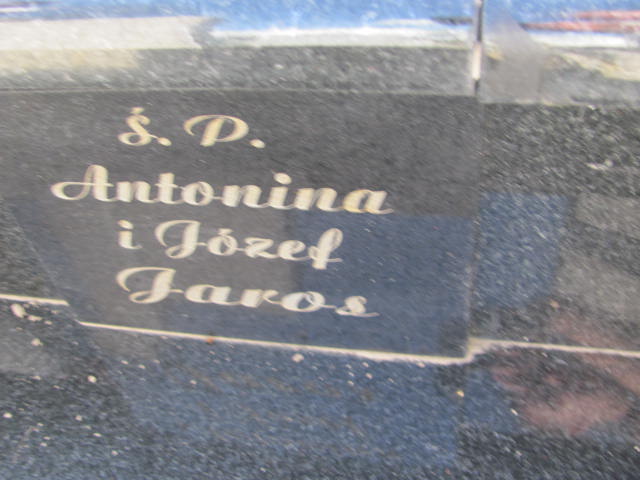 Ś. P.
Antonina
i Józef
Jaros